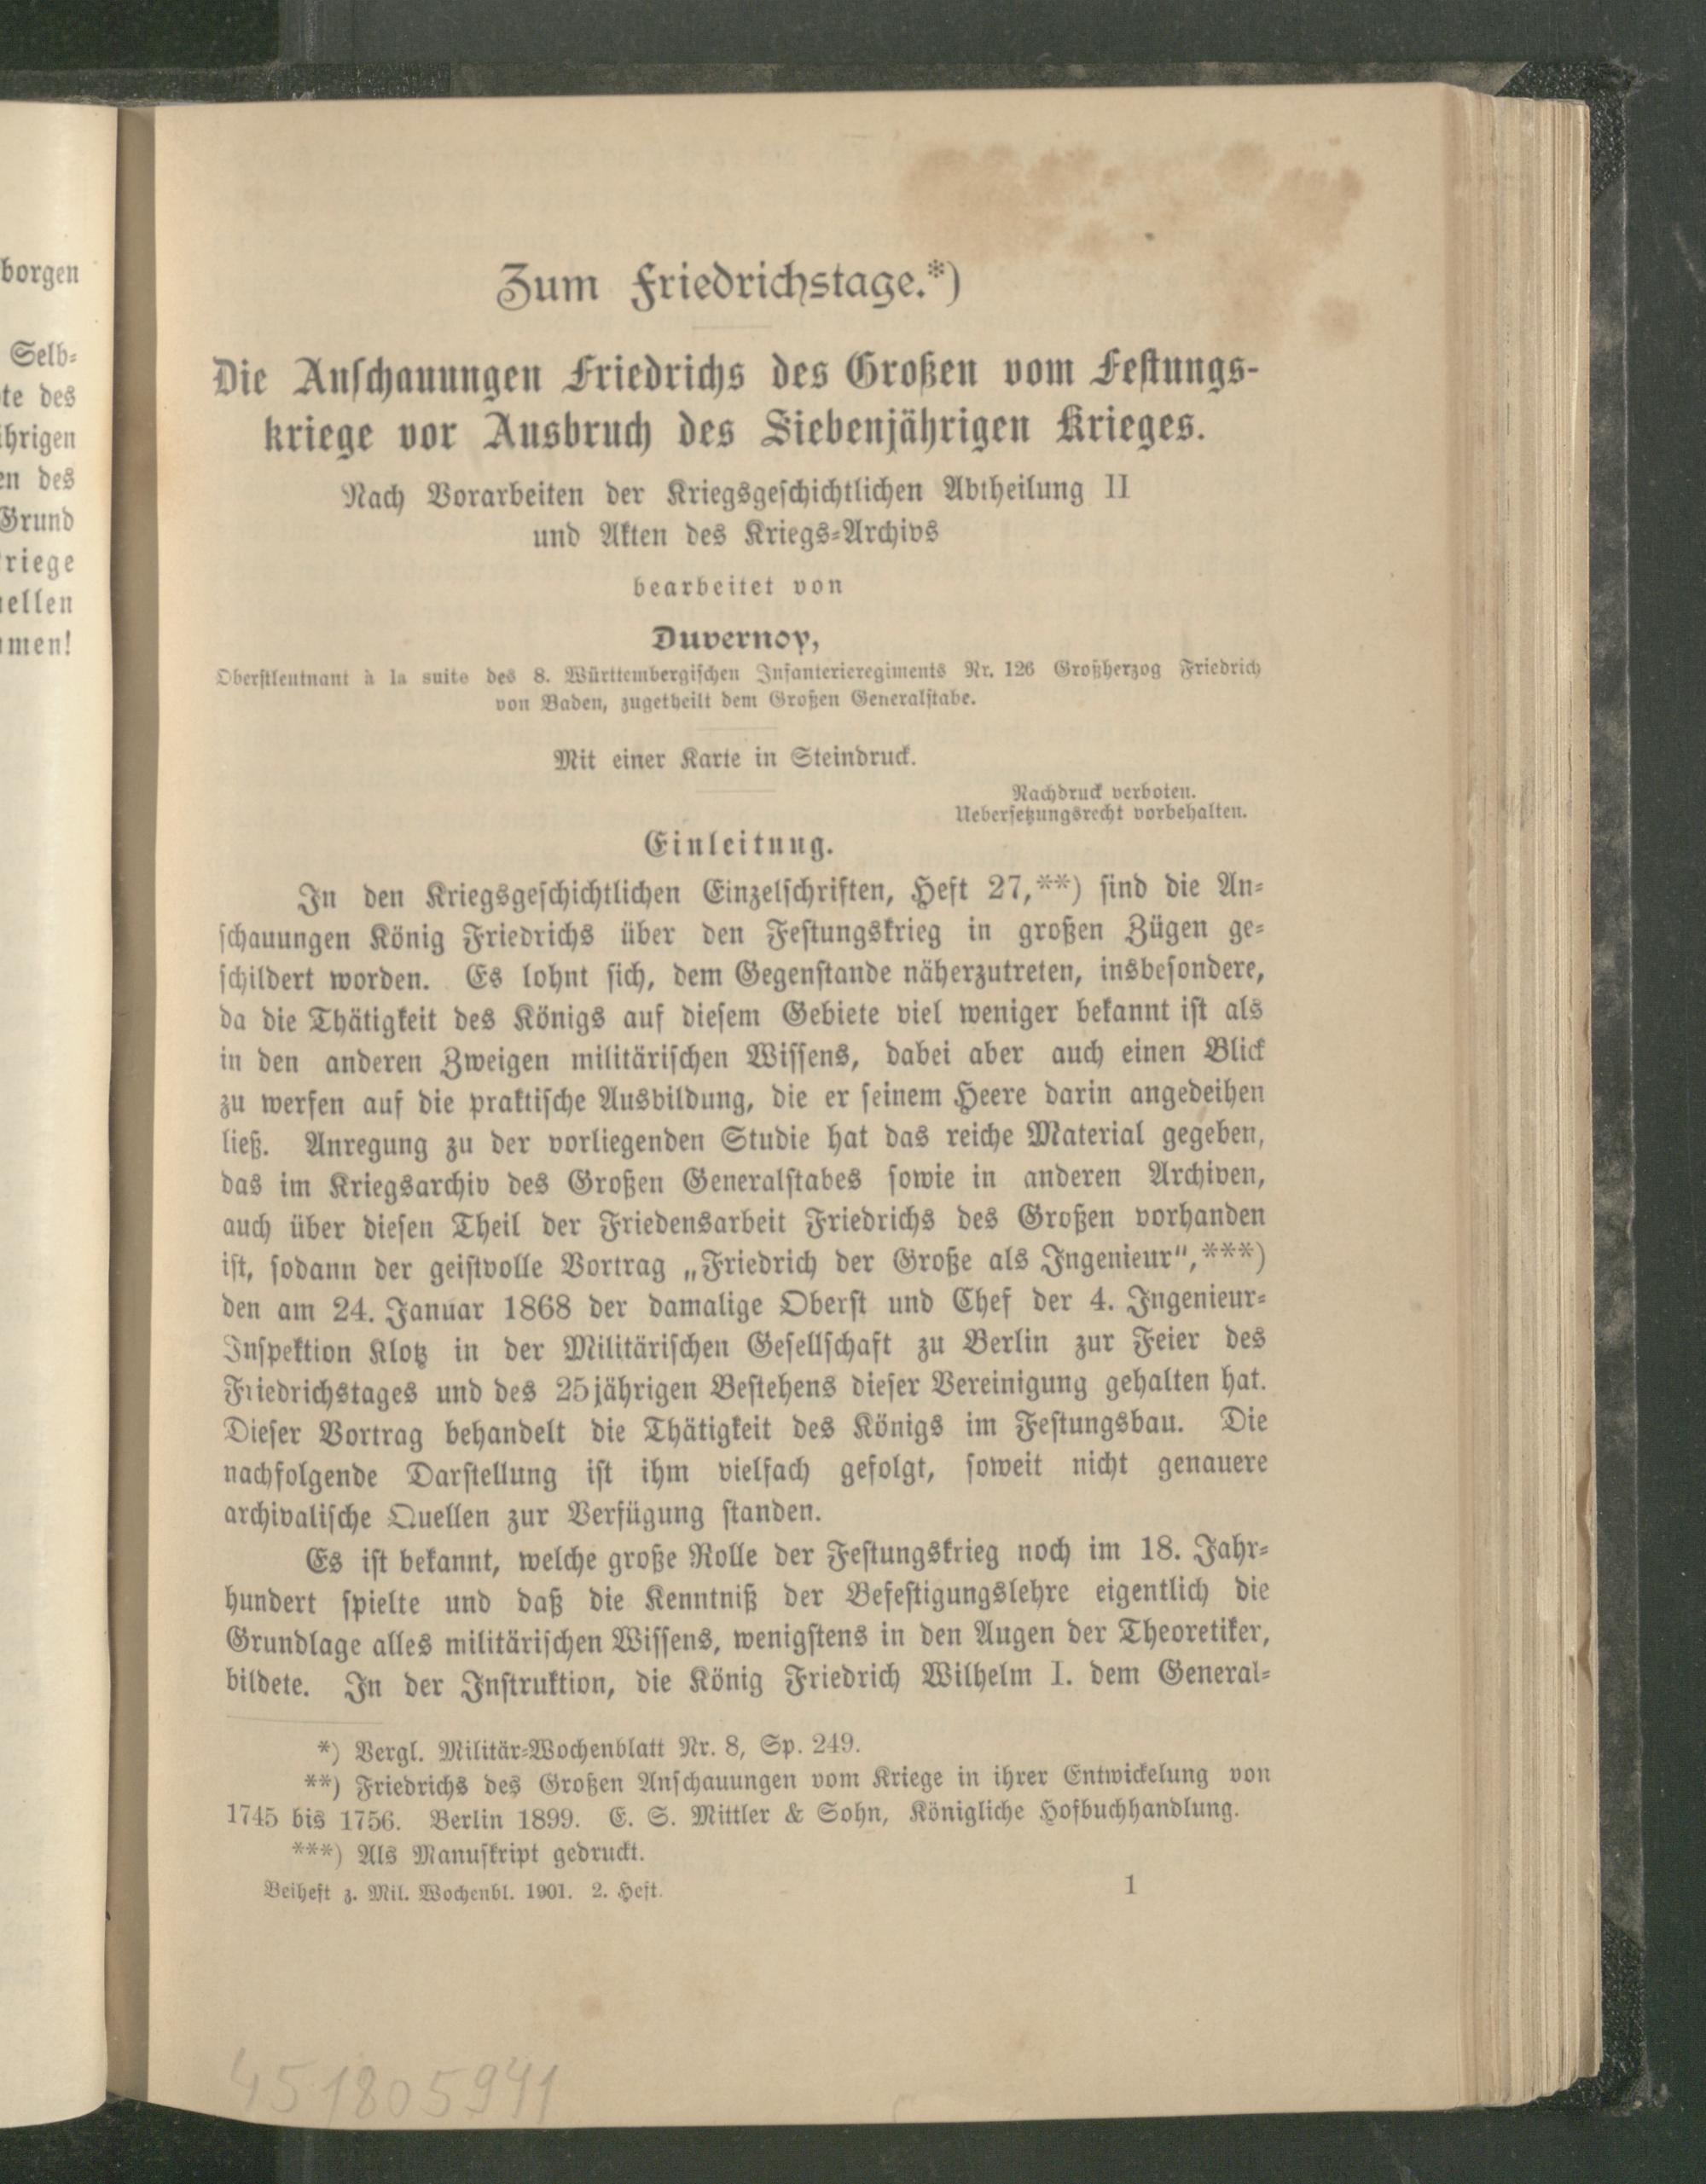 borgen
Selb-
te des
ihrigen
en des
Grund
riege
ellen
men!
Zum Friedrichstage.*)
Die Anschauungen Friedrichs des Großen vom Festungs-
kriege vor Ausbruch des Siebenjährigen Krieges.
Nach Vorarbeiten der Kriegsgeschichtlichen Abtheilung II
und Akten des Kriegs-Archivs
bearbeitet von
Duvernoy,
Oberstleutnant à la suite des 8. Württembergischen Infanterieregiments Nr. 126 Großherzog Friedrich
von Baden, zugetheilt dem Großen Generalstabe.
Mit einer Karte in Steindruck.
Nachdruck verboten.
Uebersetzungsrecht vorbehalten.
Einleitung.
In den Kriegsgeschichtlichen Einzelschriften, Heft 27,**) sind die An-
schauungen König Friedrichs über den Festungskrieg in großen Zügen ge-
schildert worden. Es lohnt sich, dem Gegenstande näherzutreten, insbesondere,
da die Thätigkeit des Königs auf diesem Gebiete viel weniger bekannt ist als
in den anderen Zweigen militärischen Wissens, dabei aber auch einen Blick
zu werfen auf die praktische Ausbildung, die er seinem Heere darin angedeihen
ließ. Anregung zu der vorliegenden Studie hat das reiche Material gegeben,
das im Kriegsarchiv des Großen Generalstabes sowie in anderen Archiven,
auch über diesen Theil der Friedensarbeit Friedrichs des Großen vorhanden
ist, sodann der geistvolle Vortrag „Friedrich der Große als Ingenieur",***)
den am 24. Januar 1868 der damalige Oberst und Chef der 4. Ingenieur-
Inspektion Klotz in der Militärischen Gesellschaft zu Berlin zur Feier des
Friedrichstages und des 25jährigen Bestehens dieser Vereinigung gehalten hat.
Dieser Vortrag behandelt die Thätigkeit des Königs im Festungsbau. Die
nachfolgende Darstellung ist ihm vielfach gefolgt, soweit nicht genauere
archivalische Quellen zur Verfügung standen.
Es ist bekannt, welche große Rolle der Festungskrieg noch im 18. Jahr-
hundert spielte und daß die Kenntniß der Befestigungslehre eigentlich die
Grundlage alles militärischen Wissens, wenigstens in den Augen der Theoretiker,
bildete. In der Instruktion, die König Friedrich Wilhelm I. dem General-
*) Vergl. Militär-Wochenblatt Nr. 8, Sp. 249.
**) Friedrichs des Großen Anschauungen vom Kriege in ihrer Entwickelung von
1745 bis 1756. Berlin 1899. E. S. Mittler & Sohn, Königliche Hofbuchhandlung.
***) Als Manuskript gedruckt.
Beiheft z. Mil. Wochenbl. 1901. 2. Heft. 1
451805941